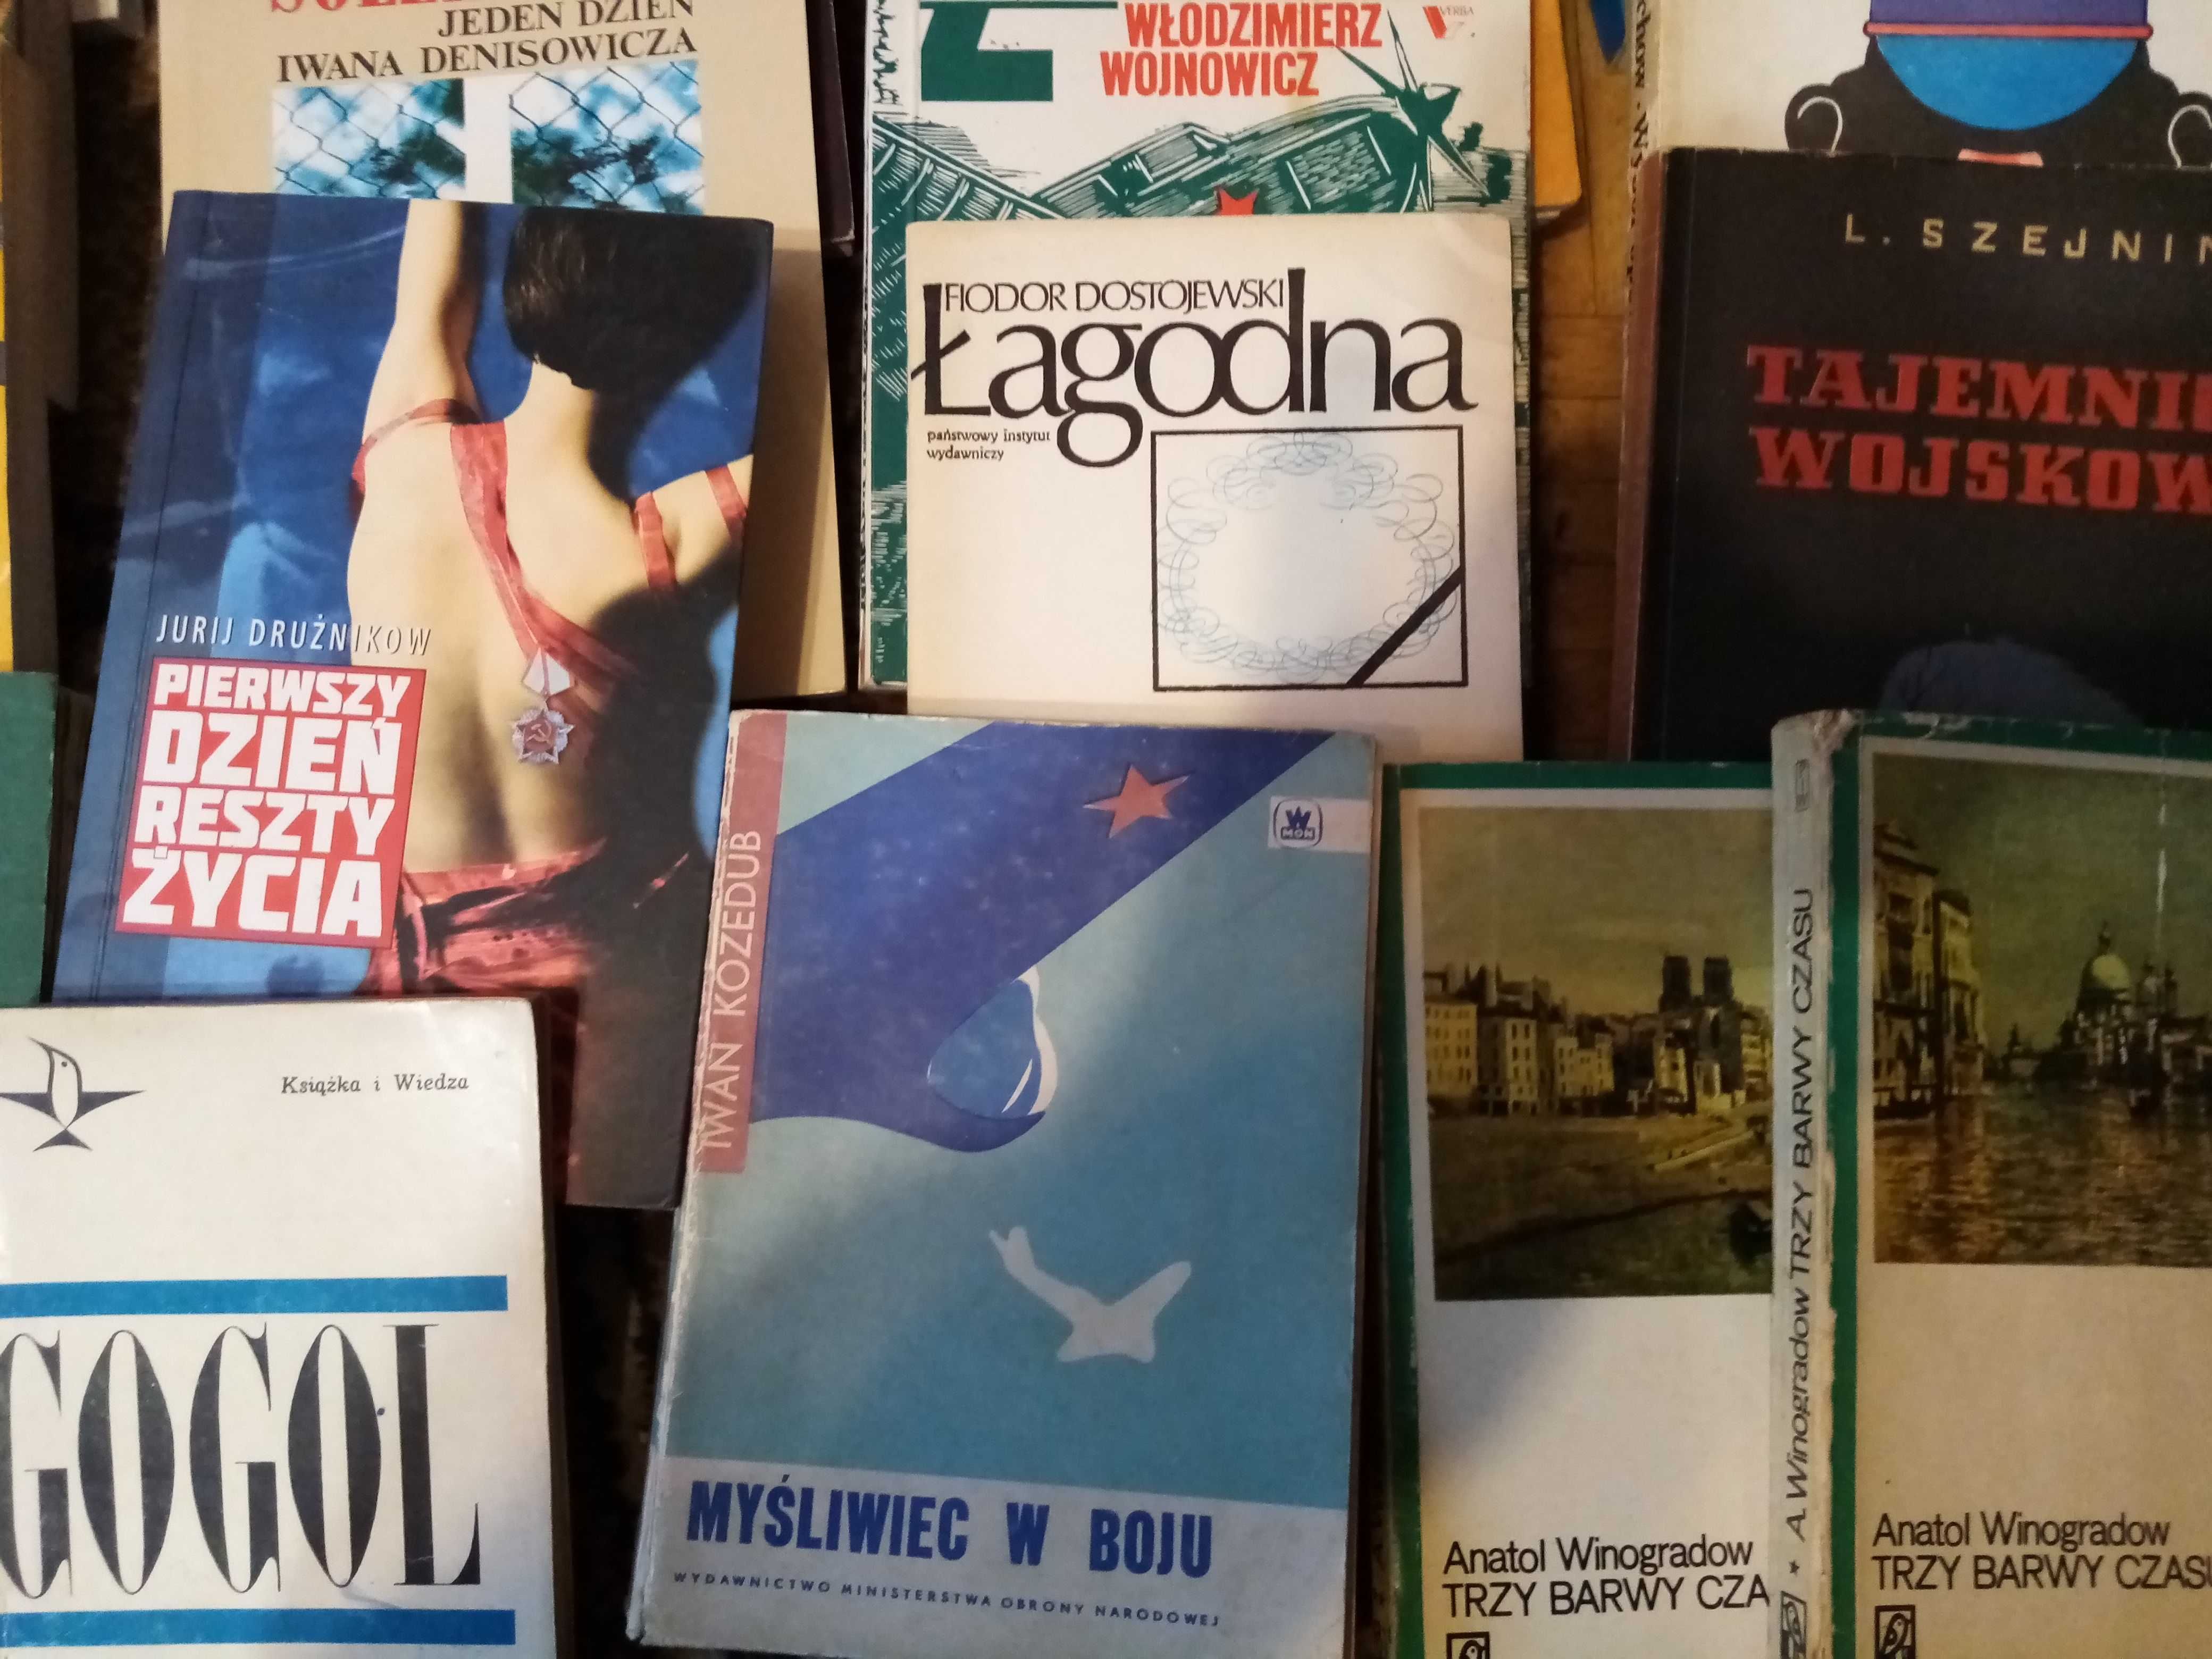 JEDEN DZIEŃ
IWANA DENISOWICZA
WŁODZIMIERZ
WOJNOWICZ
VERBA
L. SZEJNIN
TAJEMNI
WOJSKOW
FIODOR DOSTOJEWSKI
Łagodna
państwowy instytut
wydawniczy
JURIJ DRUŻNIKOW
PIERWSZY
DZIEŃ
RESZTY
ŻYCIA
IWAN KOZEDUB
W
MON
MYŚLIWIEC W BOJU
WYDAWNICTWO MINISTERSTWA OBRONY NARODOWEJ
Książka i Wiedza
GOGOL
Anatol Winogradow
TRZY BARWY CZA
A. Winogradow TRZY BARWY CZASU
Anatol Winogradow
TRZY BARWY CZASU